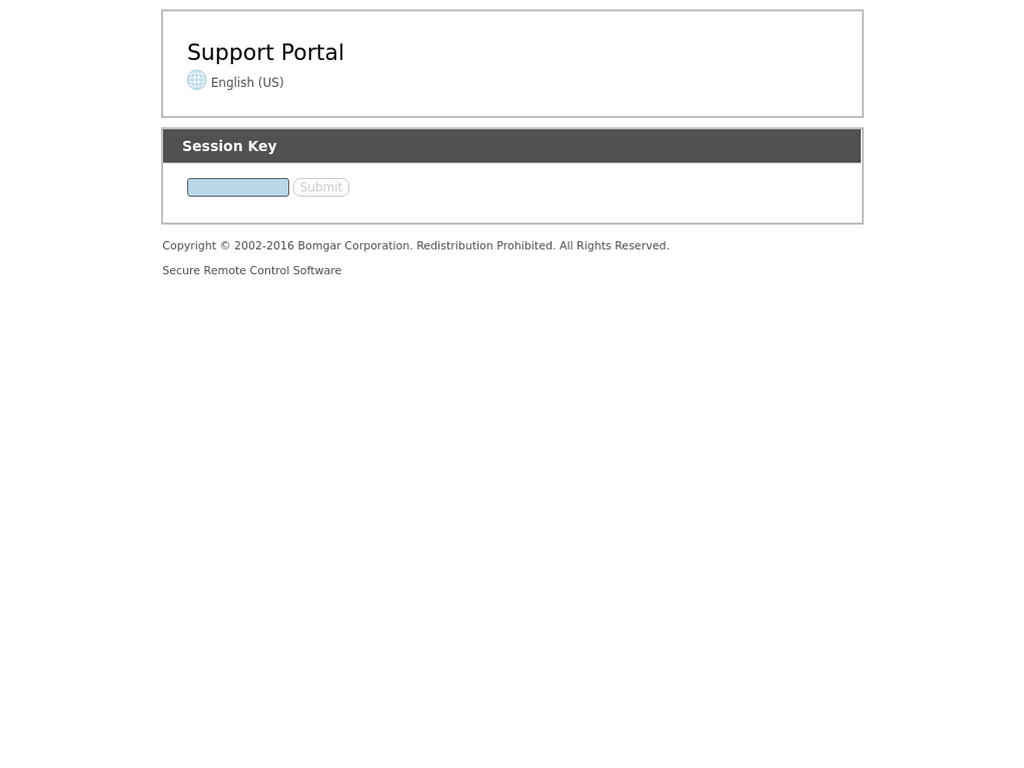 Support Portal
English (US)
Session Key
Submit
Copyright © 2002-2016 Bomgar Corporation. Redistribution Prohibited. All Rights Reserved.
Secure Remote Control Software